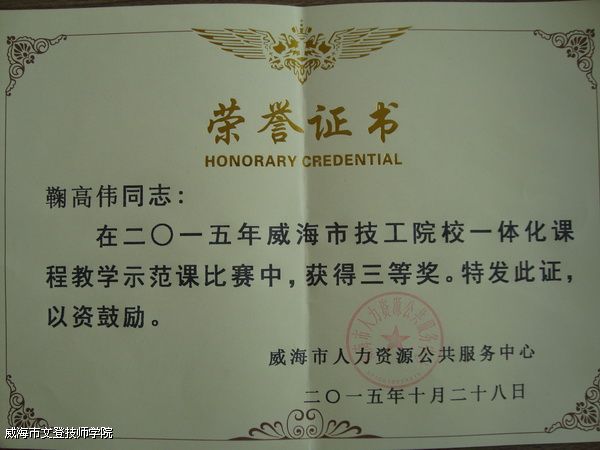 荣誉证书
HONORARY CREDENTIAL
鞠高伟同志：
在二〇一五年威海市技工院校一体化课
程教学示范课比赛中，获得三等奖。特发此证，
以资鼓励。
威海市人力资源公共服务中心
二〇一五年十月二十八日
威海市文登技师学院